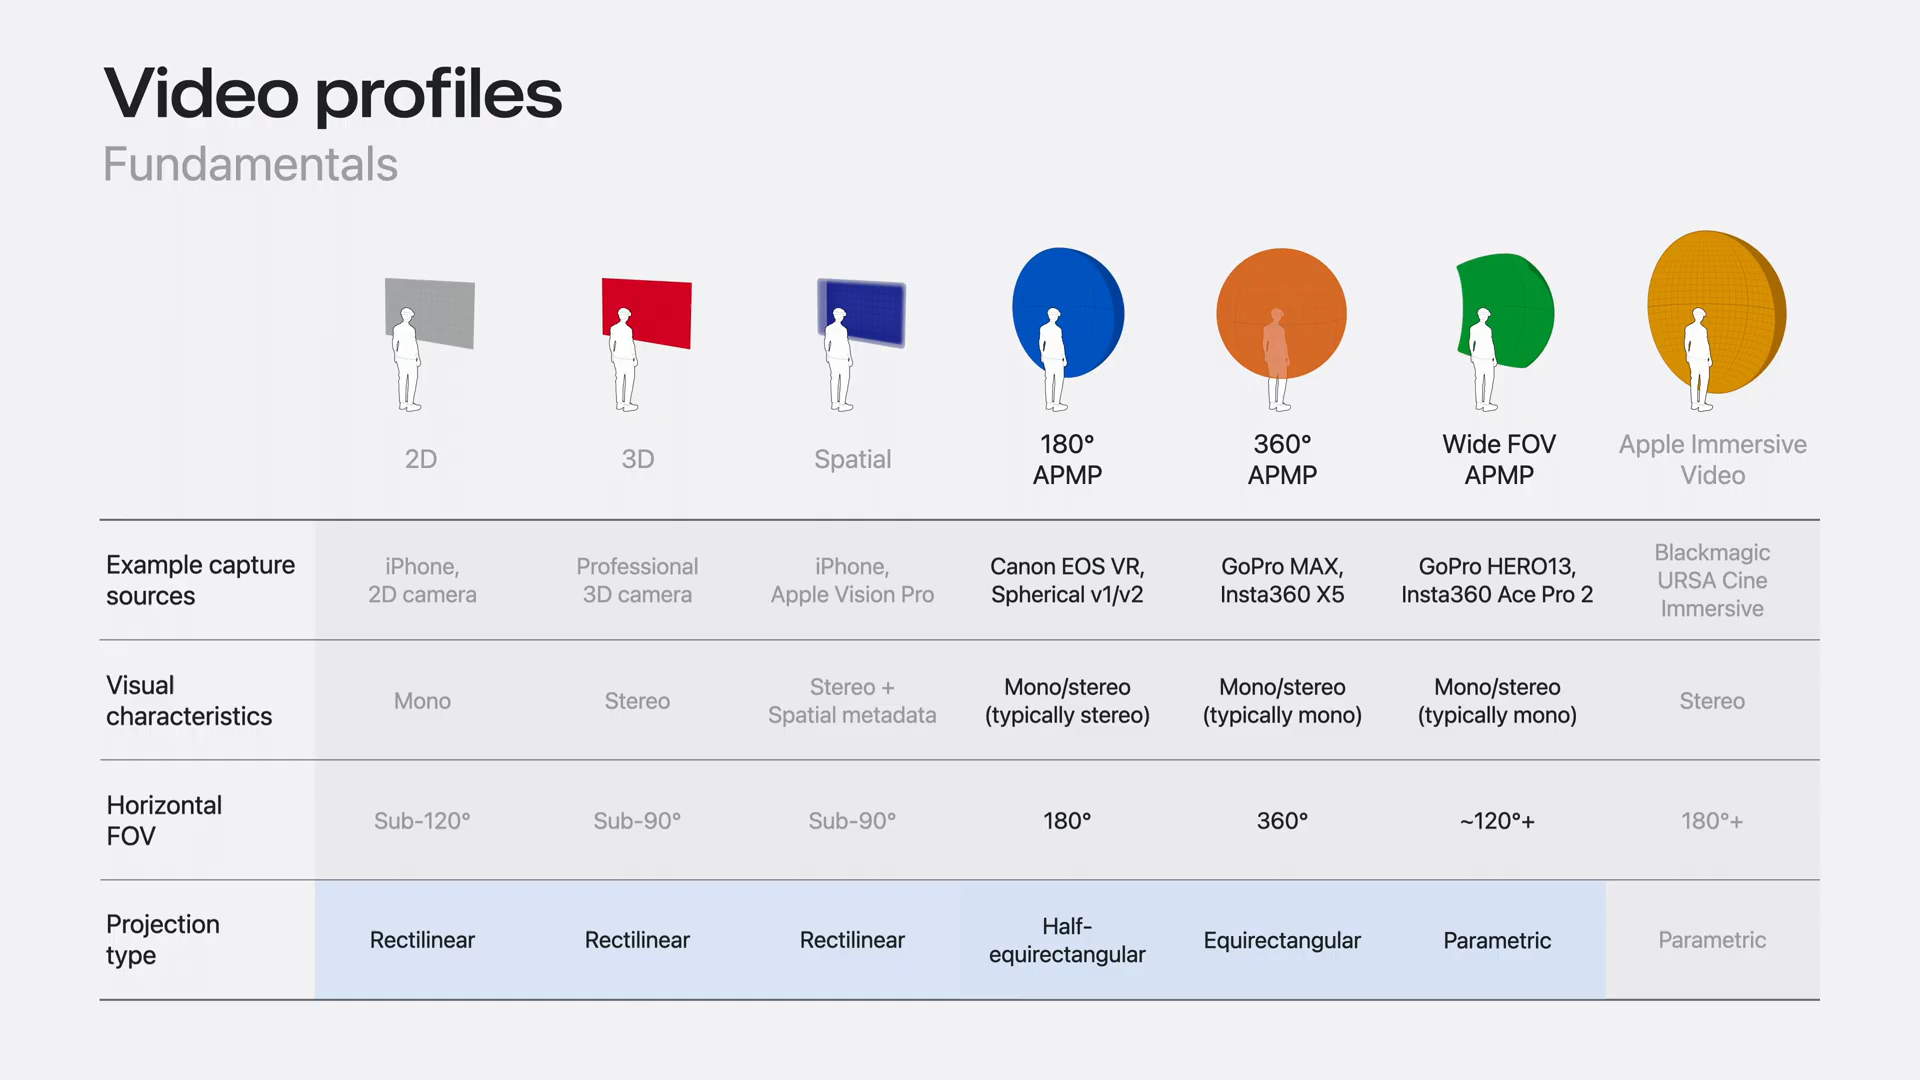 Video profiles
Fundamentals
2D
3D
Spatial
180°
APMP
360°
APMP
Wide FOV
APMP
Apple Immersive
Video
Example capture
sources
iPhone,
2D camera
Professional
3D camera
iPhone,
Apple Vision Pro
Canon EOS VR,
Spherical v1/v2
GoPro MAX,
Insta360 X5
GoPro HERO13,
Insta360 Ace Pro 2
Blackmagic
URSA Cine
Immersive
Visual
characteristics
Mono
Stereo
Stereo +
Spatial metadata
Mono/stereo
(typically stereo)
Mono/stereo
(typically mono)
Mono/stereo
(typically mono)
Stereo
Horizontal
FOV
Sub-120°
Sub-90°
Sub-90°
180°
360°
~120°+
180°+
Projection
type
Rectilinear
Rectilinear
Rectilinear
Half-
equirectangular
Equirectangular
Parametric
Parametric